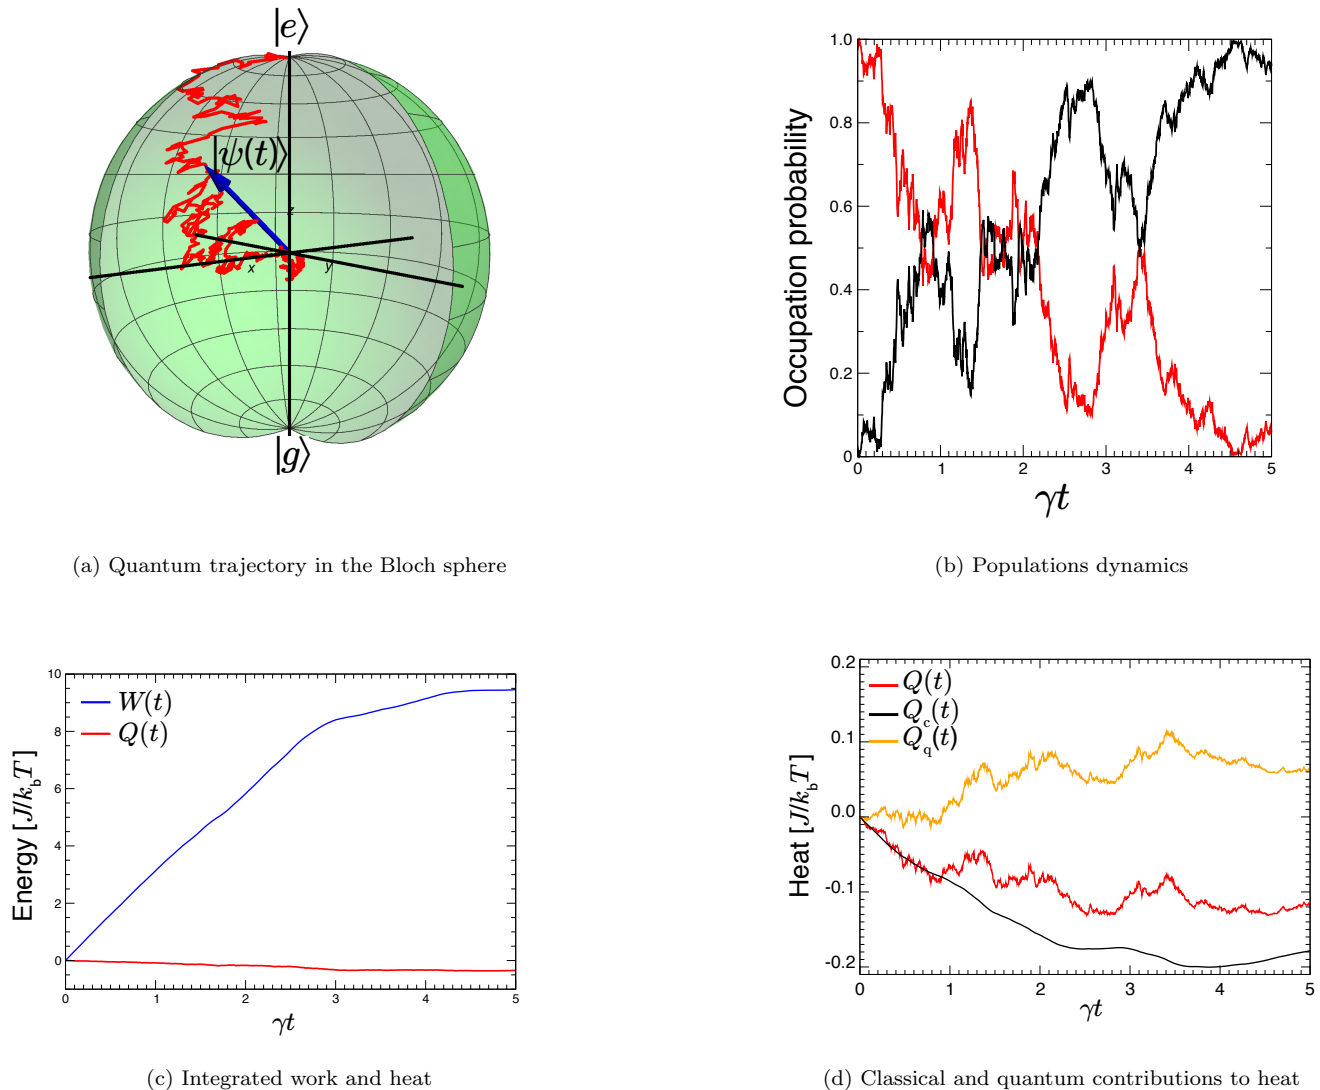 |e⟩
|ψ(t)⟩
z
x
y
|g⟩
(a) Quantum trajectory in the Bloch sphere
Occupation probability
1.0
0.8
0.6
0.4
0.2
0
0 1 2 3 4 5
γt
(b) Populations dynamics
Energy [J/k_bT]
10
8
6
4
2
0
W(t)
Q(t)
0 1 2 3 4 5
γt
(c) Integrated work and heat
Heat [J/k_bT]
0.2
0.1
0.0
-0.1
-0.2
Q(t)
Q_c(t)
Q_q(t)
0 1 2 3 4 5
γt
(d) Classical and quantum contributions to heat